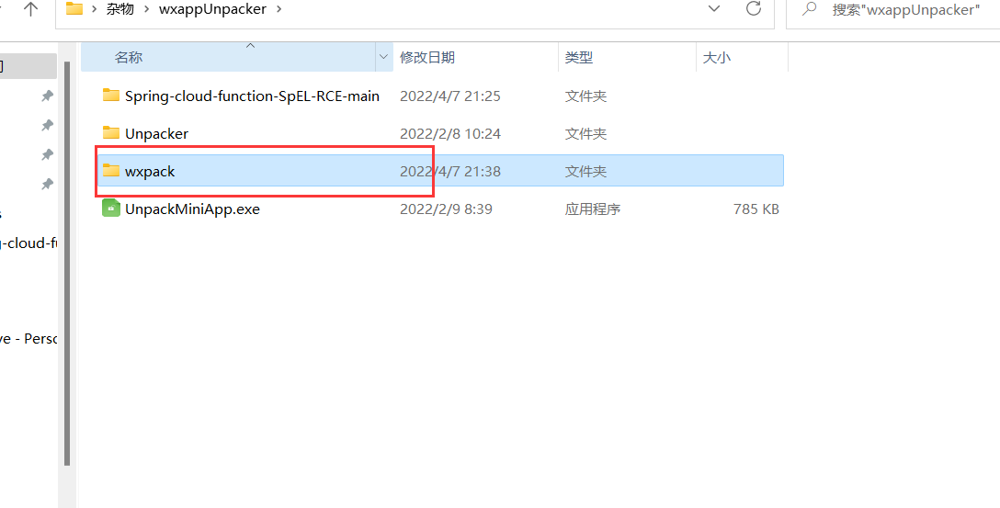 杂物 > wxappUnpacker >
搜索"wxappUnpacker"
名称 修改日期 类型 大小
Spring-cloud-function-SpEL-RCE-main 2022/4/7 21:25 文件夹
Unpacker 2022/2/8 10:24 文件夹
wxpack 2022/4/7 21:38 文件夹
UnpackMiniApp.exe 2022/2/9 8:39 应用程序 785 KB
-cloud-fu
ve - Perso